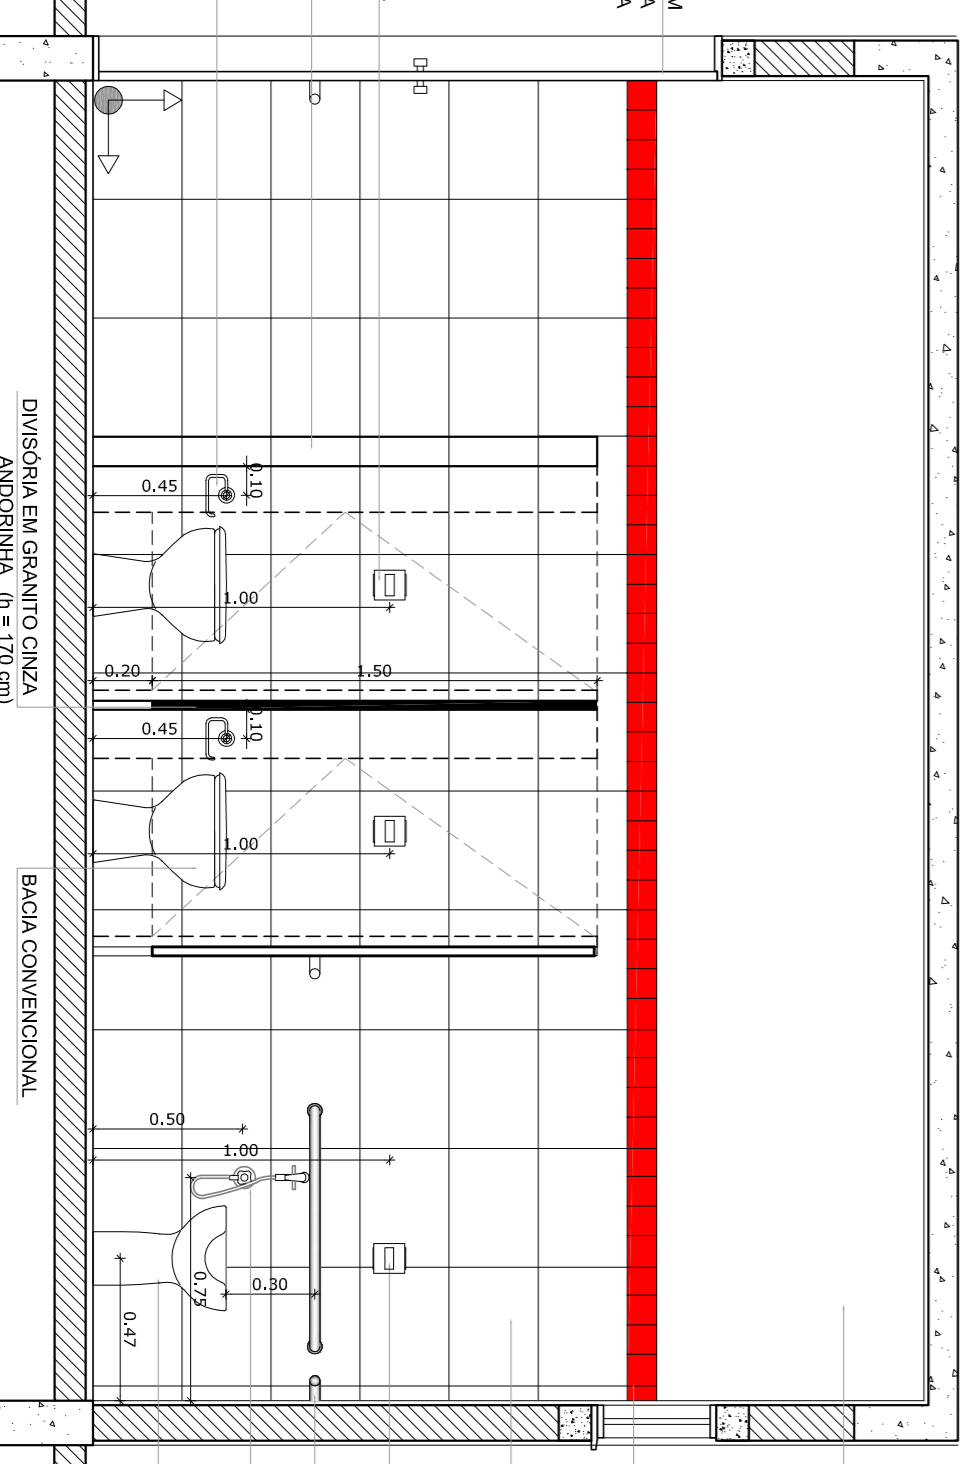 M
A
A
DIVISÓRIA EM GRANITO CINZA
ANDORINHA (h = 170 cm)
BACIA CONVENCIONAL
0.10
0.45
1.00
0.20
1.50
0.10
0.45
1.00
0.50
1.00
0.75
0.30
0.47